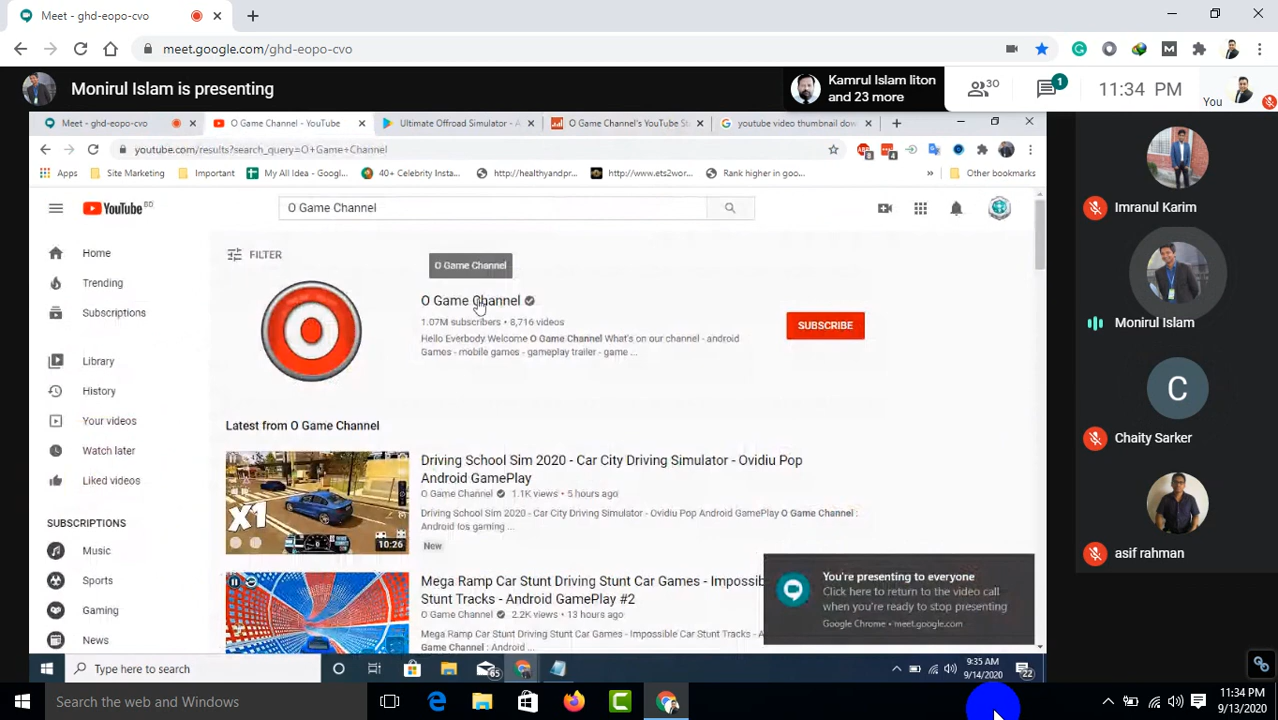 Meet - ghd-eopo-cvo
meet.google.com/ghd-eopo-cvo
Monirul Islam is presenting
Kamrul Islam liton
and 23 more
30
1
11:34 PM
You
Meet - ghd-eopo-cvo
O Game Channel - YouTube
Ultimate Offroad Simulator - A
O Game Channel's YouTube St
youtube video thumbnail dow
youtube.com/results?search_query=O+Game+Channel
Apps
Site Marketing
Important
My All Idea - Googl...
40+ Celebrity Insta...
http://healthyandpr...
http://www.ets2wor...
Rank higher in goo...
»
Other bookmarks
YouTube BD
O Game Channel
Home
Trending
Subscriptions
Library
History
Your videos
Watch later
Liked videos
SUBSCRIPTIONS
Music
Sports
Gaming
News
FILTER
O Game Channel
O Game Channel
1.07M subscribers • 8,716 videos
Hello Everbody Welcome O Game Channel What's on our channel - android
Games - mobile games - gameplay trailer - game ...
SUBSCRIBE
Latest from O Game Channel
Driving School Sim 2020 - Car City Driving Simulator - Ovidiu Pop
Android GamePlay
O Game Channel 1.1K views • 5 hours ago
Driving School Sim 2020 - Car City Driving Simulator - Ovidiu Pop Android GamePlay O Game Channel :
Android Ios gaming ...
New
X1
10:26
Mega Ramp Car Stunt Driving Stunt Car Games - Impossib
Stunt Tracks - Android GamePlay #2
O Game Channel 2.2K views • 13 hours ago
Mega Ramp Car Stunt Driving Stunt Car Games - Impossible Car Stunt Tracks - A
Game Channel : Android ...
You're presenting to everyone
Click here to return to the video call
when you're ready to stop presenting
Google Chrome • meet.google.com
Imranul Karim
Monirul Islam
C
Chaity Sarker
asif rahman
Type here to search
65
9:35 AM
9/14/2020
22
Search the web and Windows
11:34 PM
9/13/2020